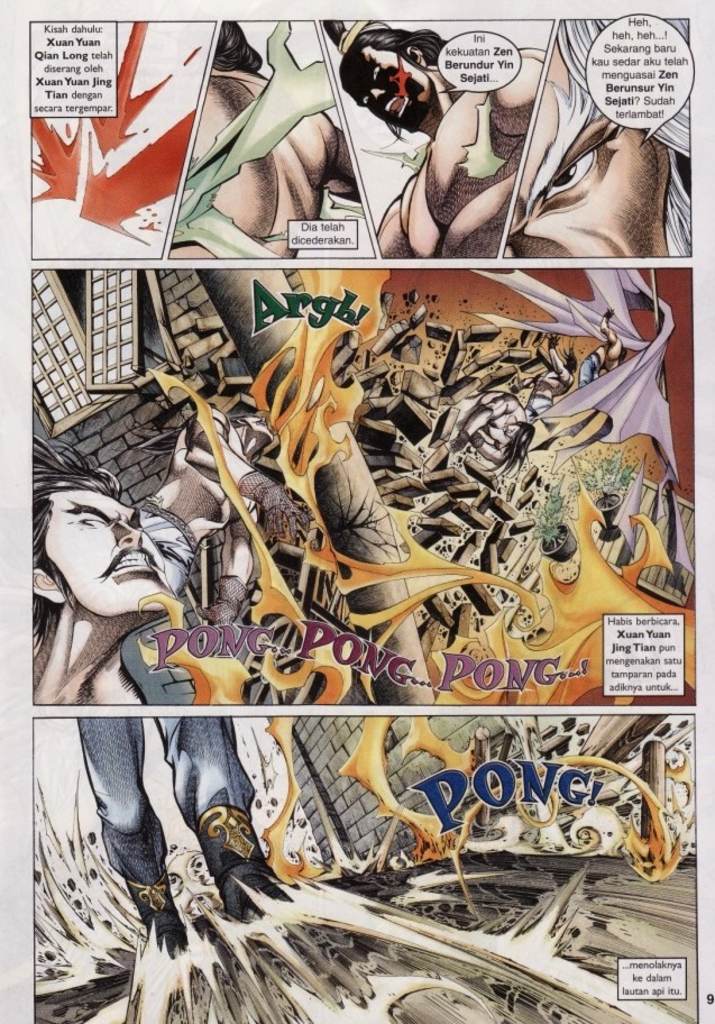 Kisah dahulu:
Xuan Yuan
Qian Long telah
diserang oleh
Xuan Yuan Jing
Tian dengan
secara tergempar.
Dia telah
dicederakan.
Ini
kekuatan Zen
Berundur Yin
Sejati...
Heh,
heh, heh...!
Sekarang baru
kau sedar aku telah
menguasai Zen
Berunsur Yin
Sejati? Sudah
terlambat!
Argh!
PONG... PONG... PONG...!
Habis berbicara,
Xuan Yuan
Jing Tian pun
mengenakan satu
tamparan pada
adiknya untuk...
PONG!
...menolaknya
ke dalam
lautan api itu.
9